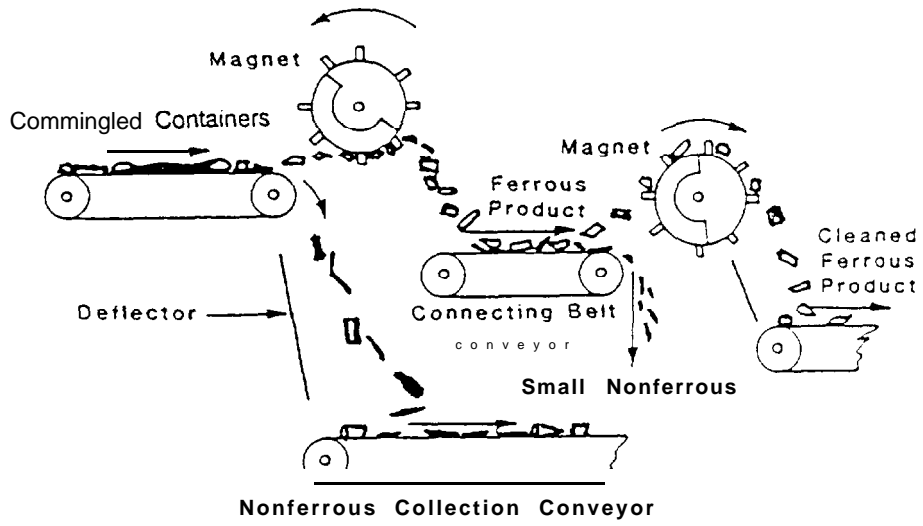 Magnet
Commingled Containers
Magnet
Ferrous
Product
Cleaned
Ferrous
Product
Deflector
Connecting Belt
conveyor
Small Nonferrous
Nonferrous Collection Conveyor